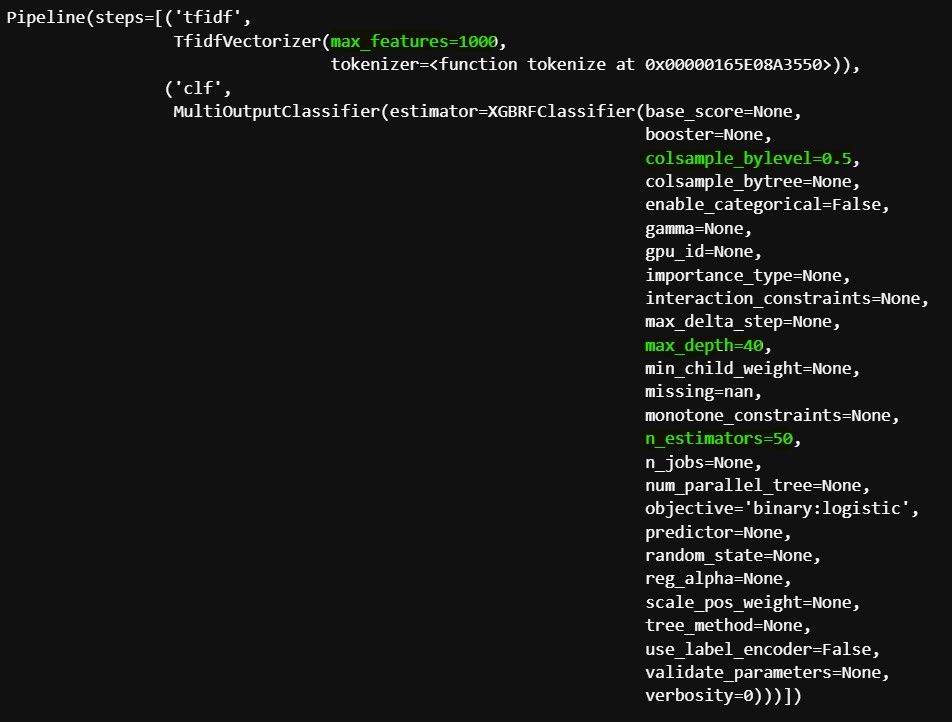 Pipeline(steps=[('tfidf',
TfidfVectorizer(max_features=1000,
tokenizer=<function tokenize at 0x00000165E08A3550>)),
('clf',
MultiOutputClassifier(estimator=XGBRFClassifier(base_score=None,
booster=None,
colsample_bylevel=0.5,
colsample_bytree=None,
enable_categorical=False,
gamma=None,
gpu_id=None,
importance_type=None,
interaction_constraints=None,
max_delta_step=None,
max_depth=40,
min_child_weight=None,
missing=nan,
monotone_constraints=None,
n_estimators=50,
n_jobs=None,
num_parallel_tree=None,
objective='binary:logistic',
predictor=None,
random_state=None,
reg_alpha=None,
scale_pos_weight=None,
tree_method=None,
use_label_encoder=False,
validate_parameters=None,
verbosity=0)))])